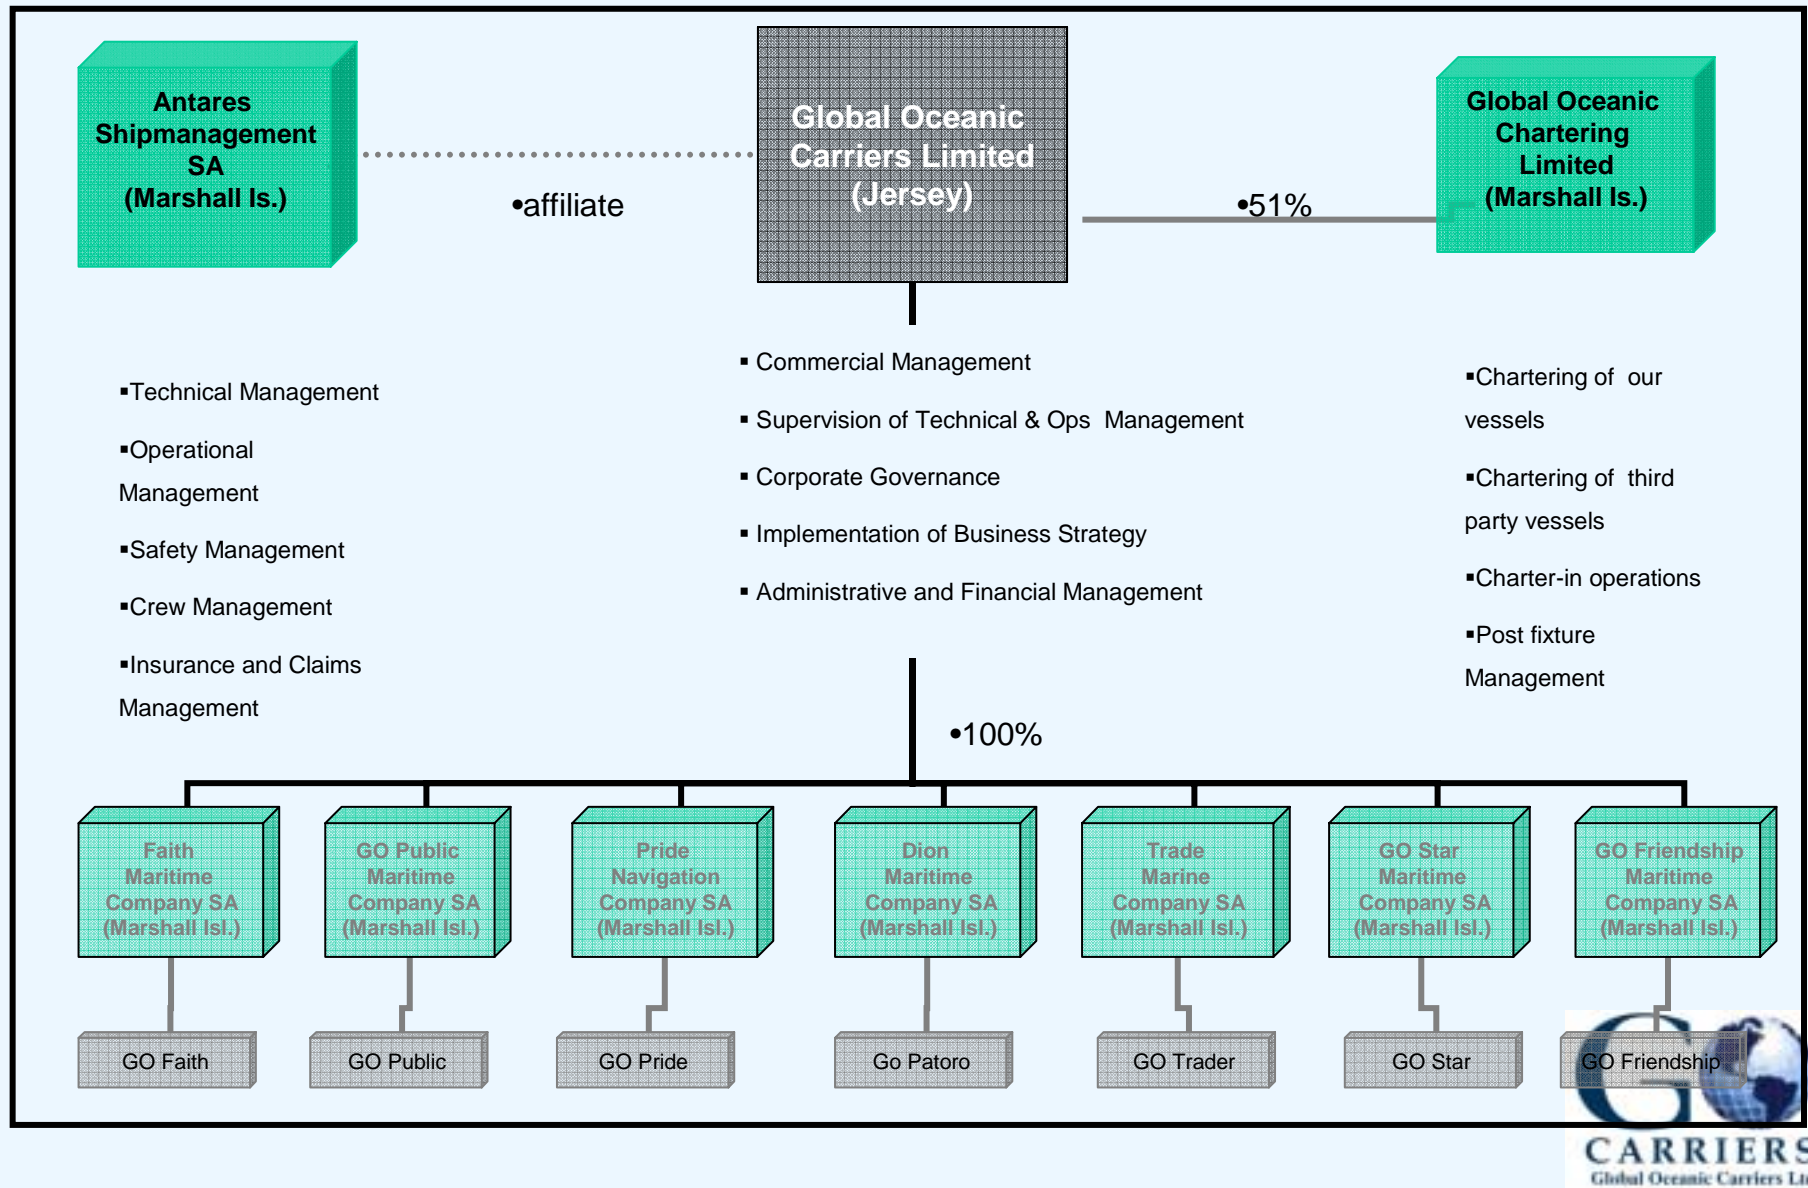 Antares
Shipmanagement
SA
(Marshall Is.)
•affiliate
Global Oceanic
Carriers Limited
(Jersey)
•51%
Global Oceanic
Chartering
Limited
(Marshall Is.)
▪Technical Management
▪Operational
Management
▪Safety Management
▪Crew Management
▪Insurance and Claims
Management
▪ Commercial Management
▪ Supervision of Technical & Ops Management
▪ Corporate Governance
▪ Implementation of Business Strategy
▪ Administrative and Financial Management
▪Chartering of our
vessels
▪Chartering of third
party vessels
▪Charter-in operations
▪Post fixture
Management
•100%
Faith
Maritime
Company SA
(Marshall Isl.)
GO Public
Maritime
Company SA
(Marshall Isl.)
Pride
Navigation
Company SA
(Marshall Isl.)
Dion
Maritime
Company SA
(Marshall Isl.)
Trade
Marine
Company SA
(Marshall Isl.)
GO Star
Maritime
Company SA
(Marshall Isl.)
GO Friendship
Maritime
Company SA
(Marshall Isl.)
GO Faith
GO Public
GO Pride
Go Patoro
GO Trader
GO Star
GO Friendship
GO
CARRIERS
Global Oceanic Carriers Lt